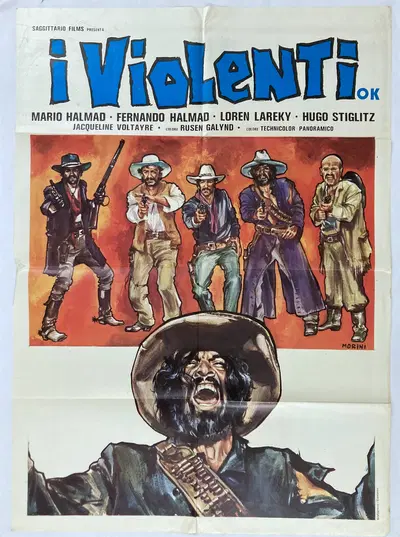 SAGGITTARIO FILMS PRESENTA
i VIOLENTI OK
MARIO HALMAD · FERNANDO HALMAD · LOREN LAREKY · HUGO STIGLITZ
JACQUELINE VOLTAYRE · RUSEN GALYND · TECHNICOLOR PANORAMICO
MORINI